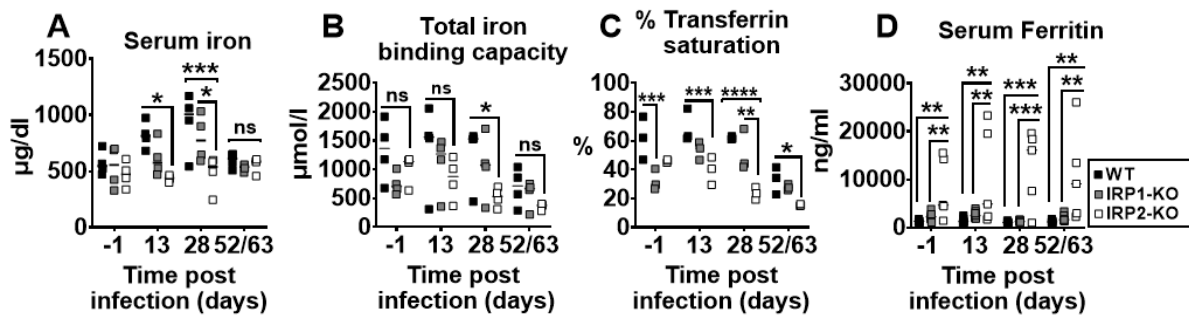 A
Serum iron
µg/dl
1500
1000
500
0
***
*
*
ns
-1 13 28 52/63
Time post
infection (days)
B
Total iron
binding capacity
µmol/l
2500
2000
1500
1000
500
0
ns
ns
*
ns
-1 13 28 52/63
Time post
infection (days)
C
% Transferrin
saturation
%
100
80
60
40
20
0
***
***
****
**
*
-1 13 28 52/63
Time post
infection (days)
D
Serum Ferritin
ng/ml
30000
20000
10000
0
**
**
**
**
***
***
**
**
-1 13 28 52/63
Time post
infection (days)
WT
IRP1-KO
IRP2-KO